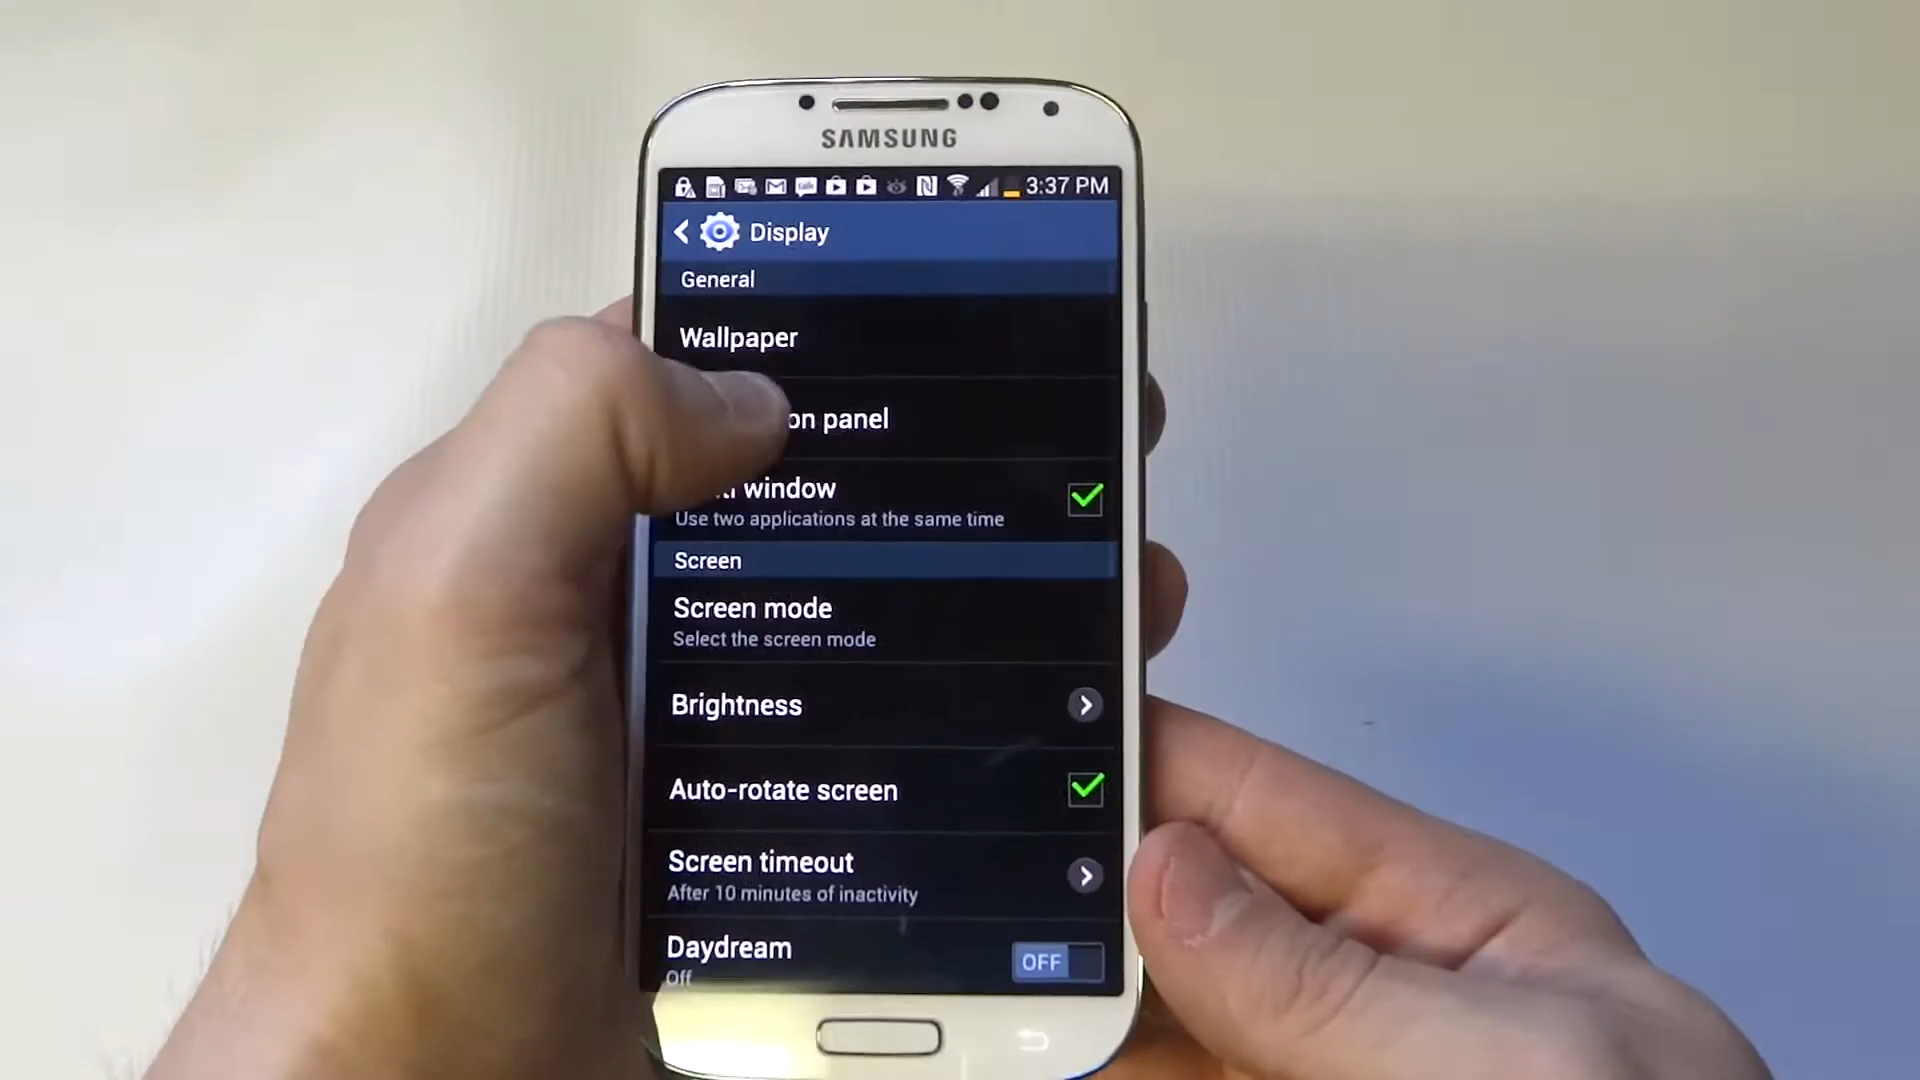 SAMSUNG
3:37 PM
Display
General
Wallpaper
on panel
window
Use two applications at the same time
Screen
Screen mode
Select the screen mode
Brightness
Auto-rotate screen
Screen timeout
After 10 minutes of inactivity
Daydream
OFF
Off